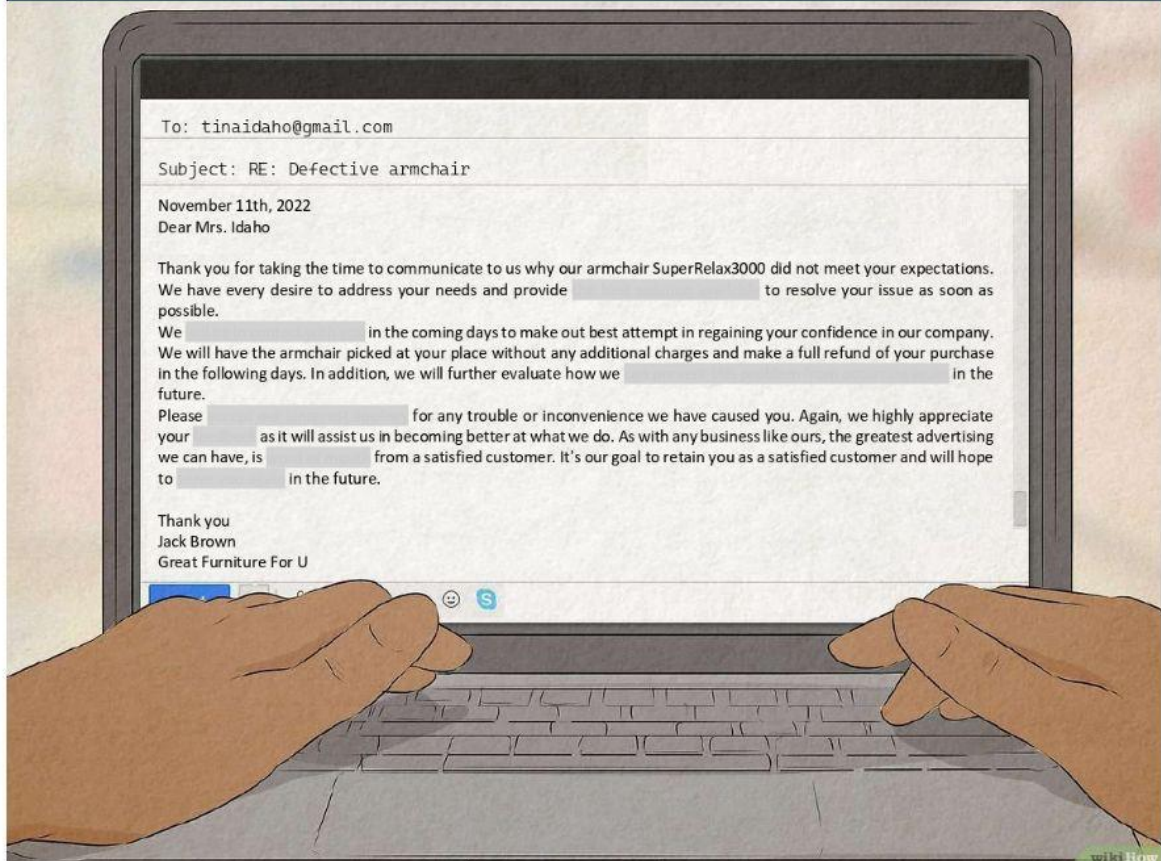 To: tinaidaho@gmail.com
Subject: RE: Defective armchair
November 11th, 2022
Dear Mrs. Idaho
Thank you for taking the time to communicate to us why our armchair SuperRelax3000 did not meet your expectations.
We have every desire to address your needs and provide to resolve your issue as soon as
possible.
We in the coming days to make out best attempt in regaining your confidence in our company.
We will have the armchair picked at your place without any additional charges and make a full refund of your purchase
in the following days. In addition, we will further evaluate how we in the
future.
Please for any trouble or inconvenience we have caused you. Again, we highly appreciate
your as it will assist us in becoming better at what we do. As with any business like ours, the greatest advertising
we can have, is from a satisfied customer. It's our goal to retain you as a satisfied customer and will hope
to in the future.
Thank you
Jack Brown
Great Furniture For U
S
wikiHow